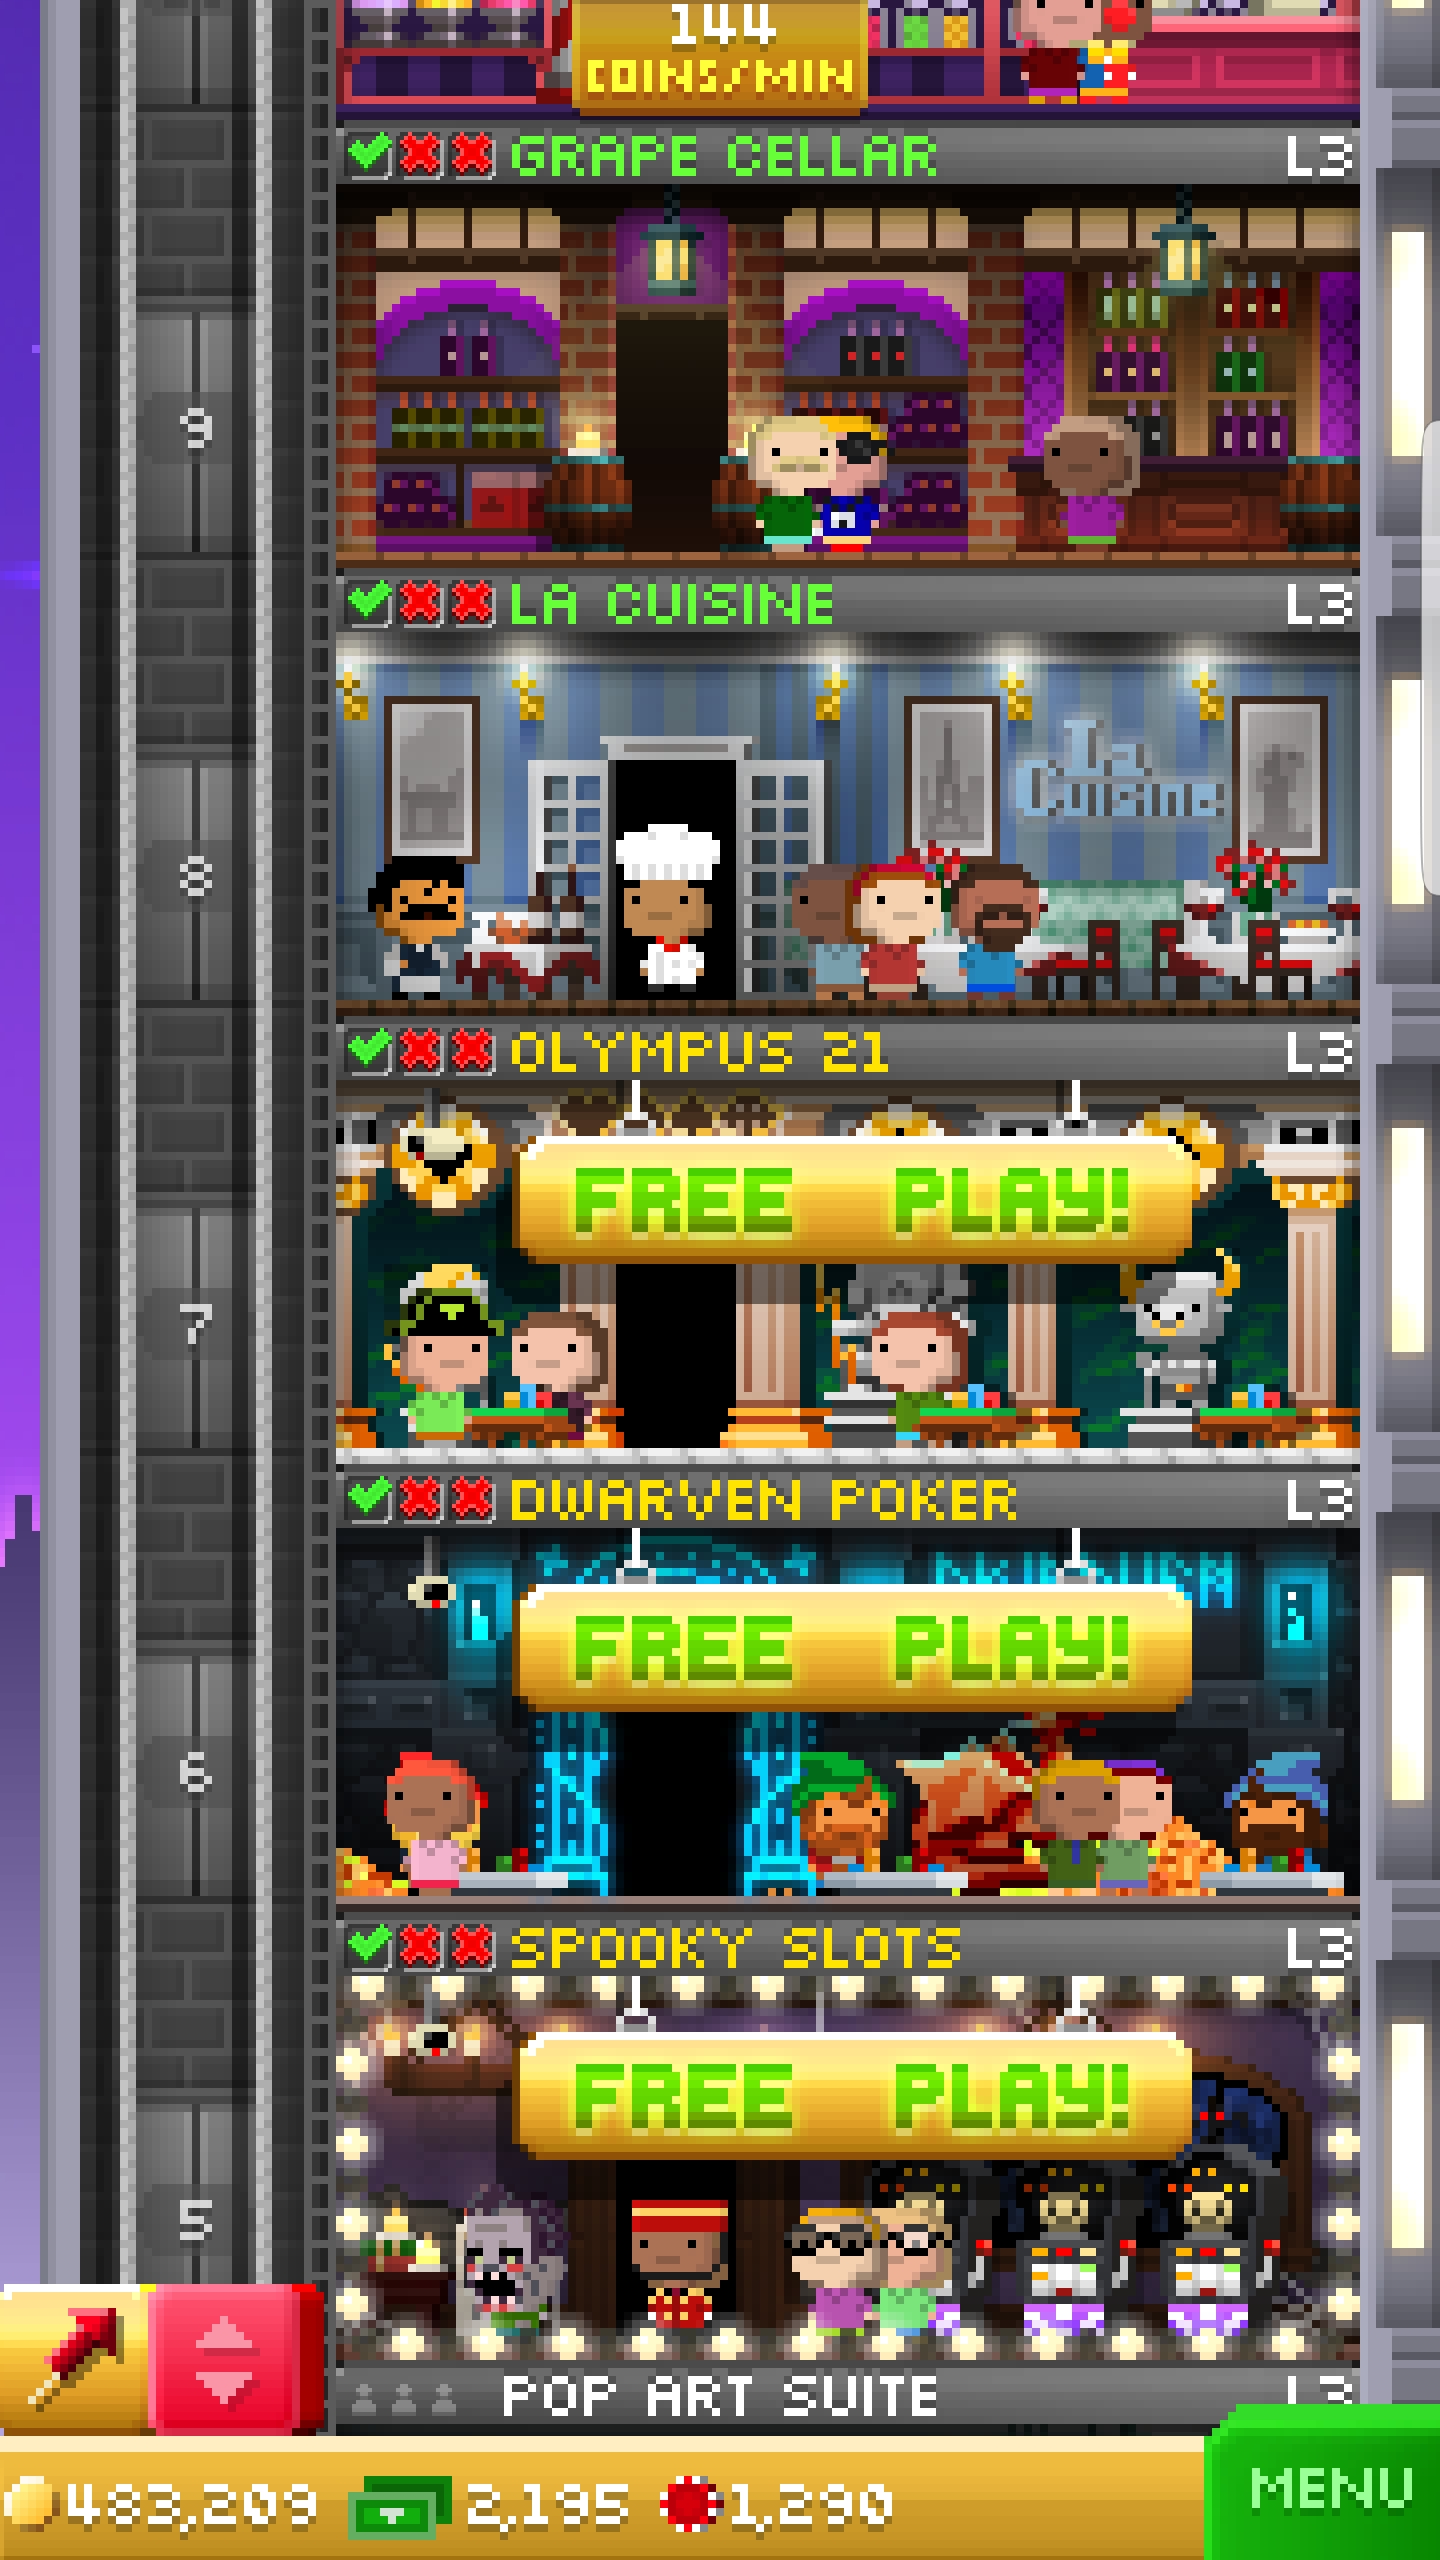 144
COINS/MIN
GRAPE CELLAR L3
9
LA CUISINE L3
La
Cuisine
8
OLYMPUS 21 L3
FREE PLAY!
7
DWARVEN POKER L3
FREE PLAY!
6
SPOOKY SLOTS L3
FREE PLAY!
5
POP ART SUITE L3
483,209 2,195 1,290 MENU